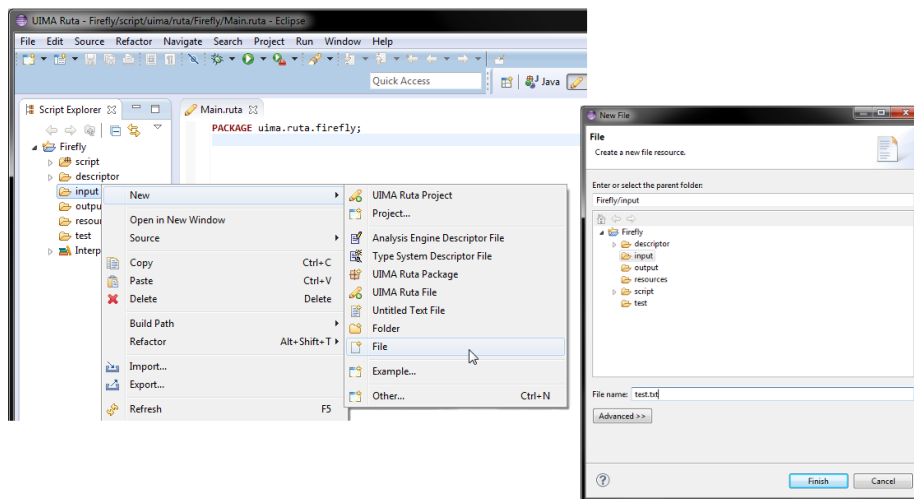 UIMA Ruta - Firefly/script/uima/ruta/Firefly/Main.ruta - Eclipse
File Edit Source Refactor Navigate Search Project Run Window Help
Quick Access
Java
Script Explorer
Main.ruta
PACKAGE uima.ruta.firefly;
Firefly
script
descriptor
input
outpu
resour
test
Interp
New
Open in New Window
Source
Copy Ctrl+C
Paste Ctrl+V
Delete Delete
Build Path
Refactor Alt+Shift+T
Import...
Export...
Refresh F5
UIMA Ruta Project
Project...
Analysis Engine Descriptor File
Type System Descriptor File
UIMA Ruta Package
UIMA Ruta File
Untitled Text File
Folder
File
Example...
Other... Ctrl+N
New File
File
Create a new file resource.
Enter or select the parent folder:
Firefly/input
Firefly
descriptor
input
output
resources
script
test
File name: test.txt
Advanced >>
Finish Cancel